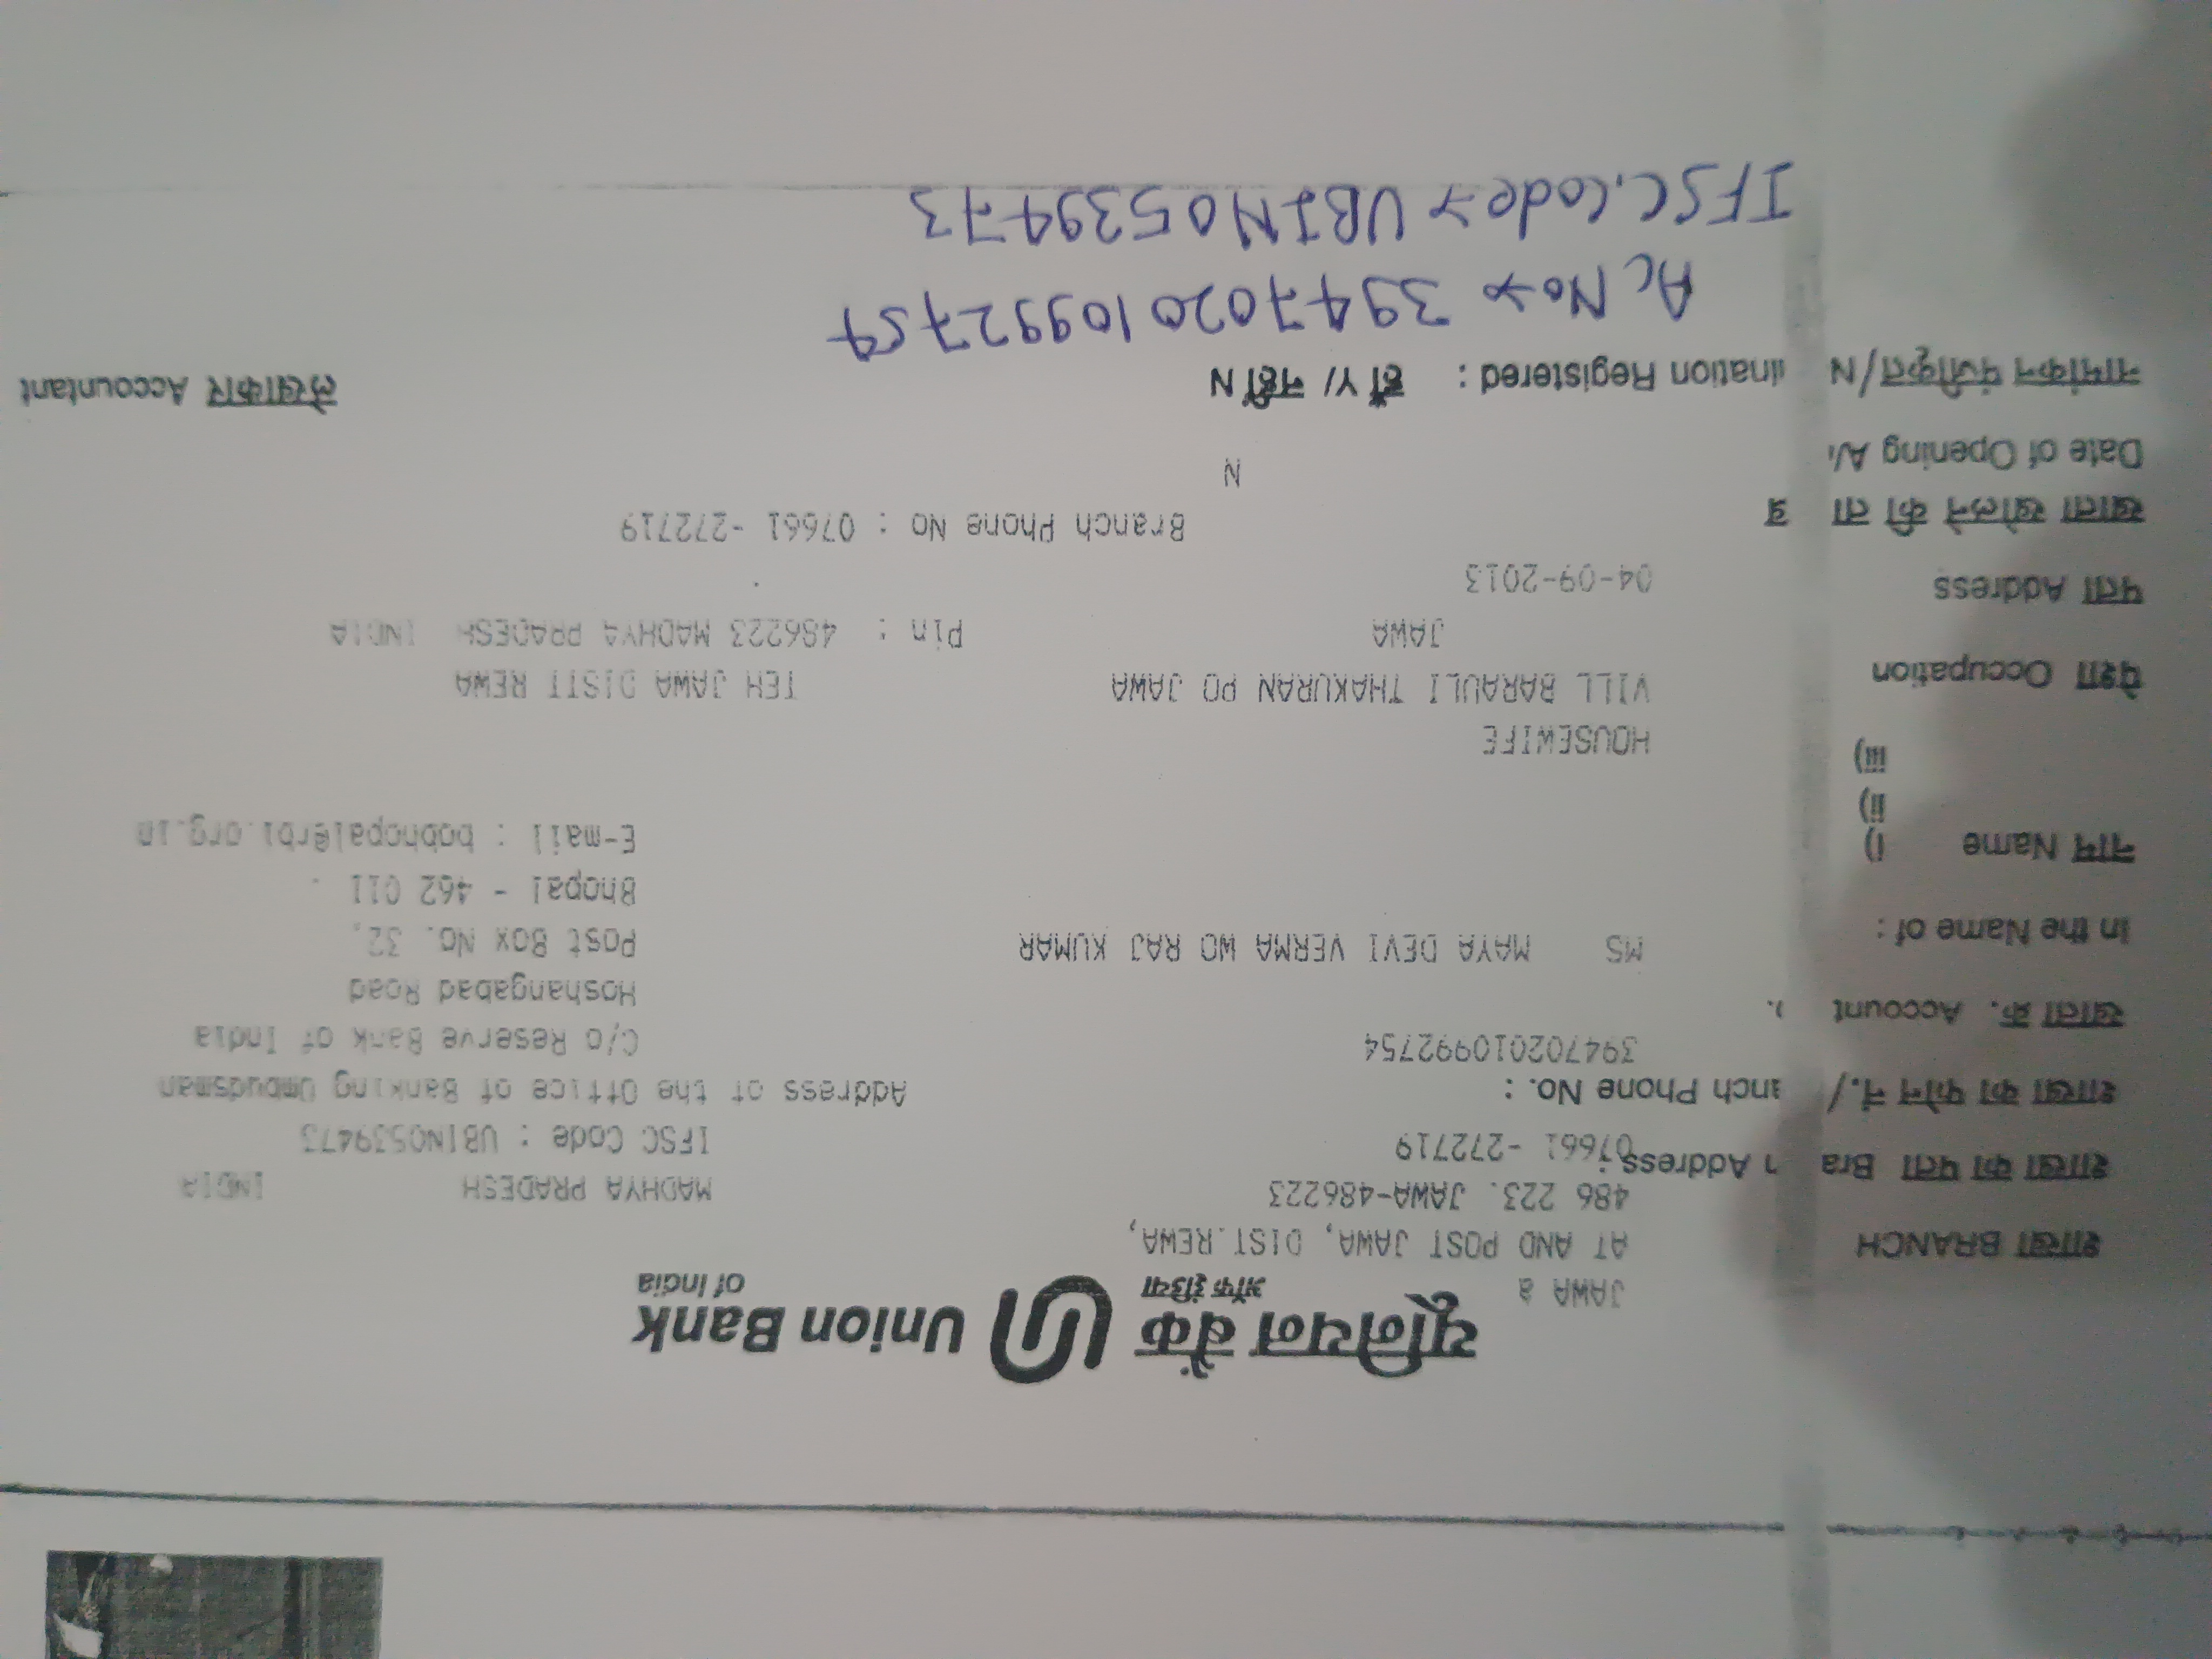 यूनियन बैंक Union Bank
ऑफ इंडिया of India
JAWA a
शाखा BRANCH AT AND POST JAWA, DIST.REWA,
486 223. JAWA-486223 MADHYA PRADESH INDIA
शाखा का पता Bra n Address :
07661 -272719 IFSC Code : UBIN0539473
शाखा का फोन नं./ anch Phone No. : Address of the Office of Banking Ombudsman
394702010992754 C/o Reserve Bank of India
खाता क्र. Account
Hoshangabad Road
In the Name of : MS MAYA DEVI VERMA WO RAJ KUMAR Post Box No. 32,
Bhopal - 462 011
नाम Name i) E-mail : bobhopal@rbi.org.in
ii)
iii)
HOUSEWIFE
पेशा Occupation VILL BARAULI THAKURAN PO JAWA TEH JAWA DISTT REWA
JAWA Pin : 486223 MADHYA PRADESH INDIA
पता Address 04-09-2013
खाता खोलने की ता Branch Phone No : 07661 -272719
Date of Opening A/ N
नामांकन पंजीकृत/N ination Registered : हाँ Y/ नहीं N लेखाकार Accountant
Ac No → 394702010992754
IFSC.Code → UBIN0539473